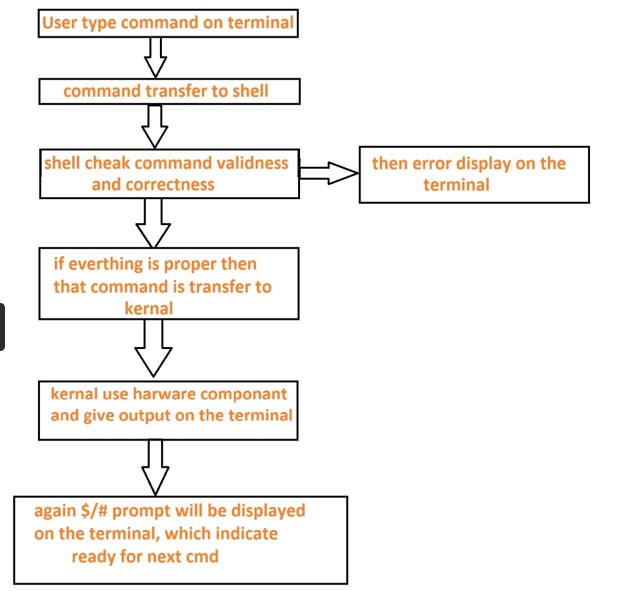 User type command on terminal
command transfer to shell
shell cheak command validness
and correctness
then error display on the
terminal
if everthing is proper then
that command is transfer to
kernal
kernal use harware componant
and give output on the terminal
again $/# prompt will be displayed
on the terminal, which indicate
ready for next cmd